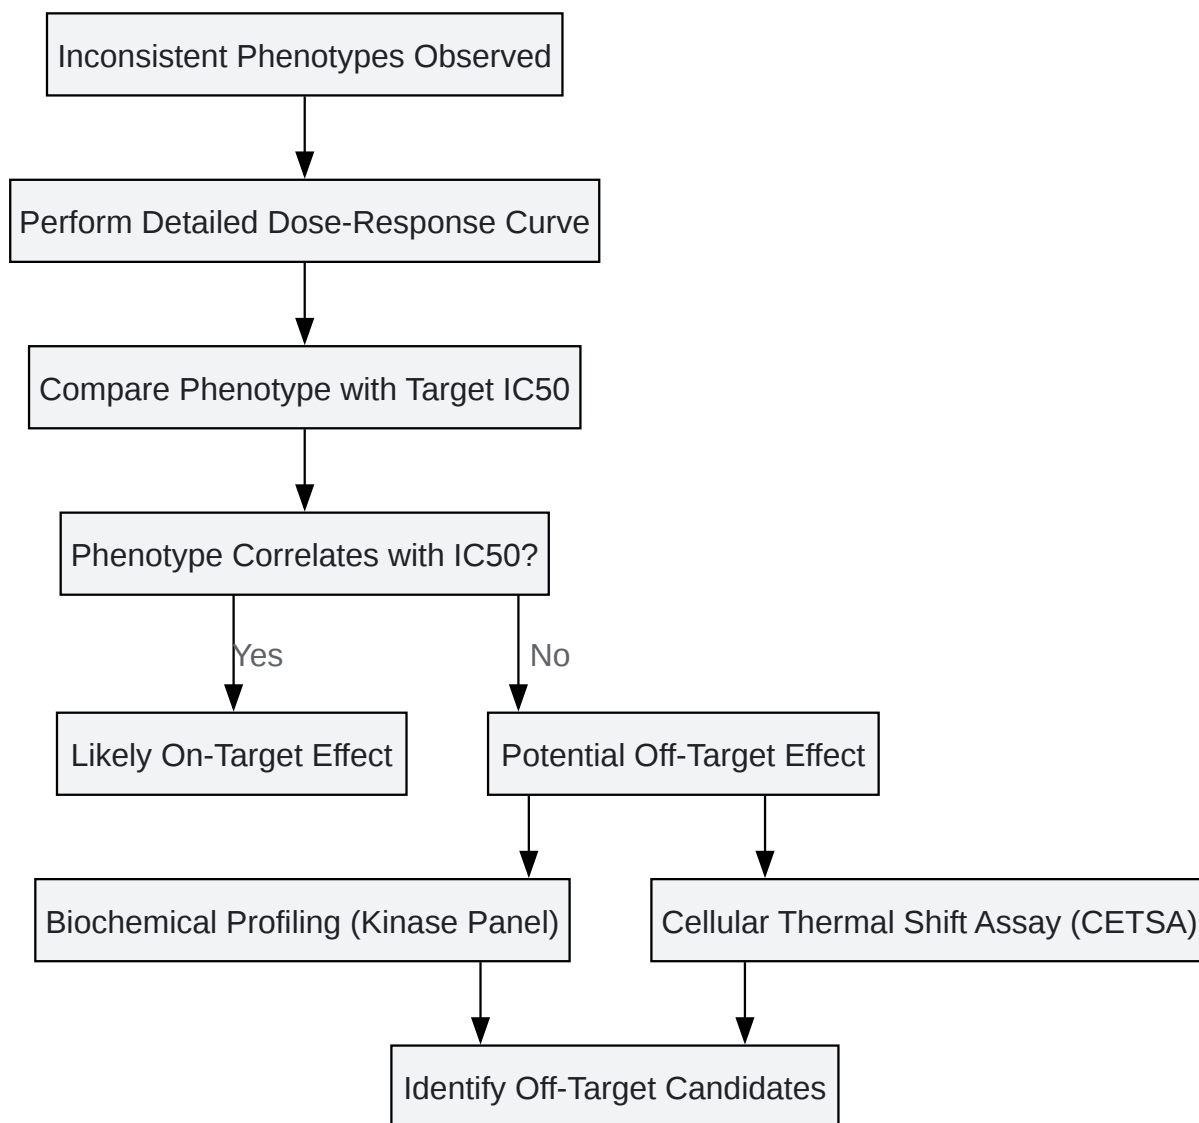 Inconsistent Phenotypes Observed
Perform Detailed Dose-Response Curve
Compare Phenotype with Target IC50
Phenotype Correlates with IC50?
Yes
No
Likely On-Target Effect
Potential Off-Target Effect
Biochemical Profiling (Kinase Panel)
Cellular Thermal Shift Assay (CETSA)
Identify Off-Target Candidates